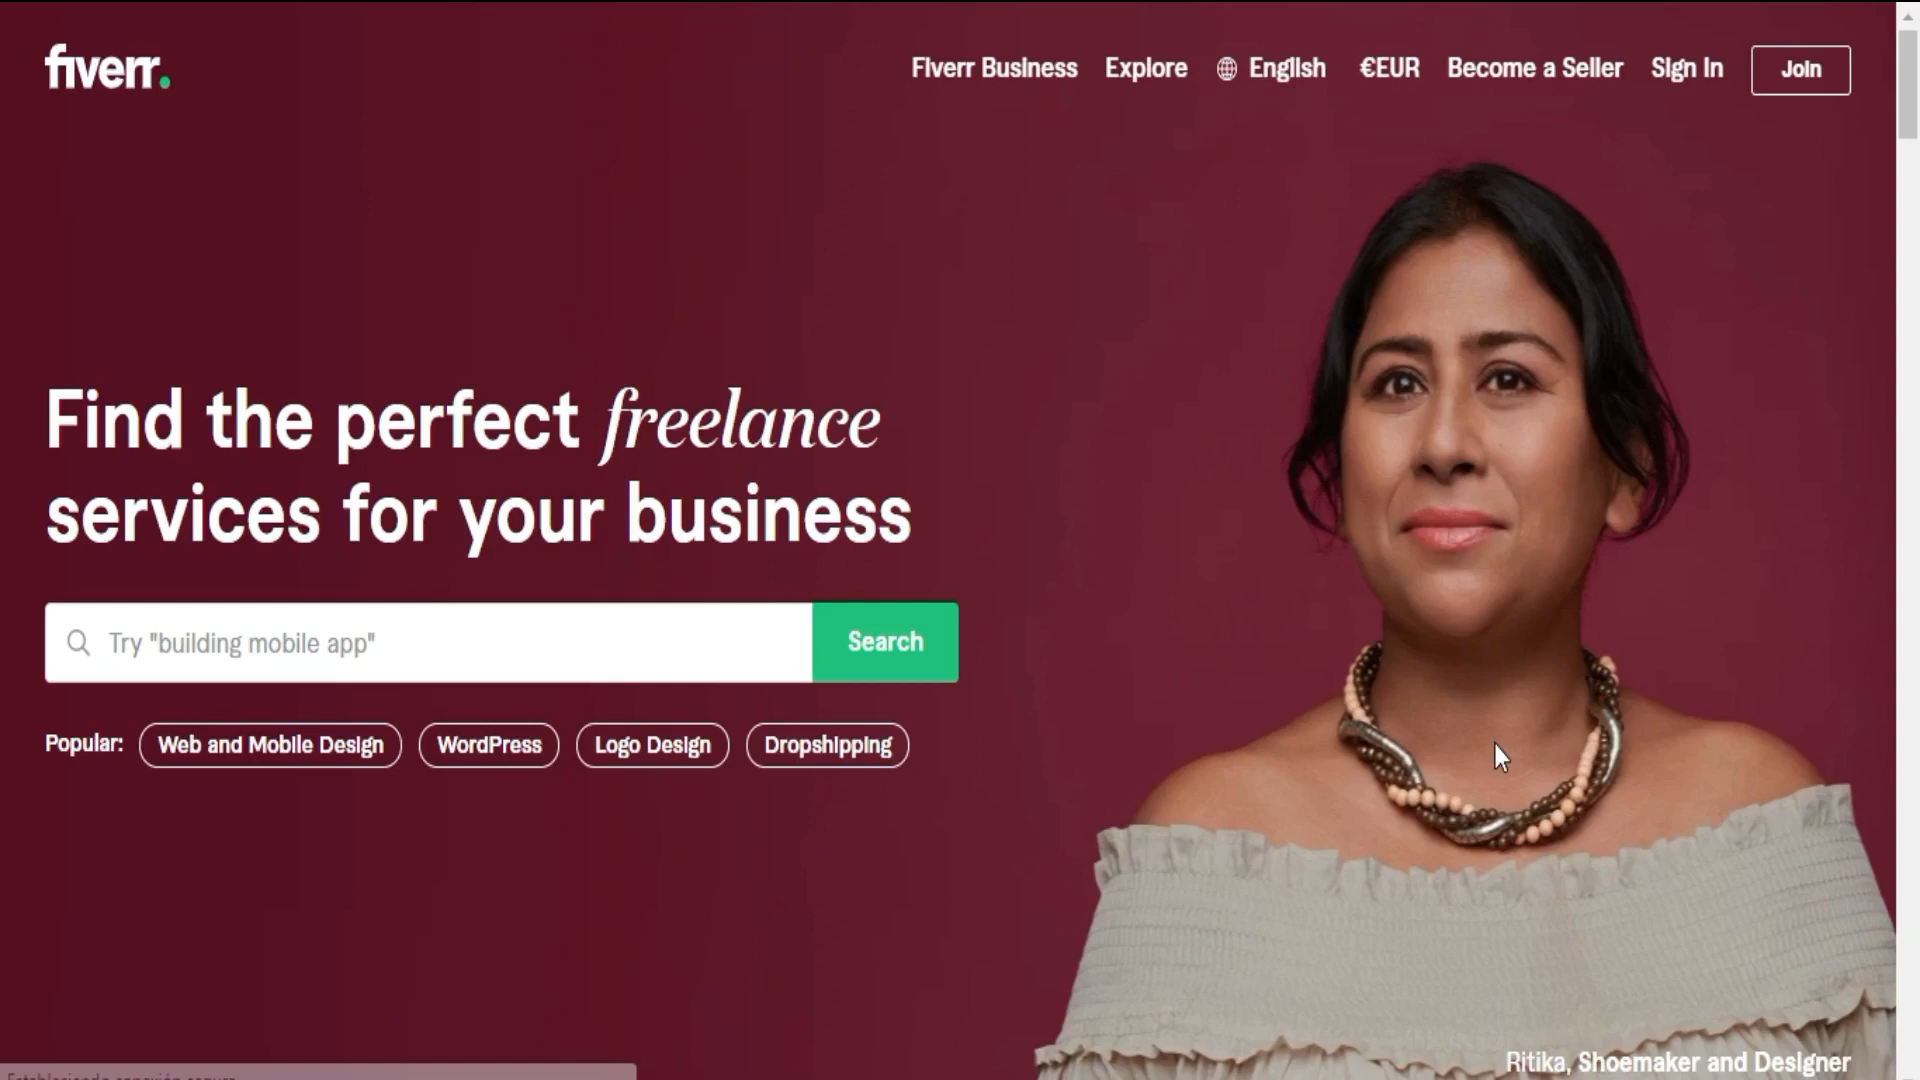 fiverr.
Fiverr Business Explore English €EUR Become a Seller Sign In Join
Find the perfect freelance
services for your business
Try "building mobile app"
Search
Popular: Web and Mobile Design WordPress Logo Design Dropshipping
Ritika, Shoemaker and Designer